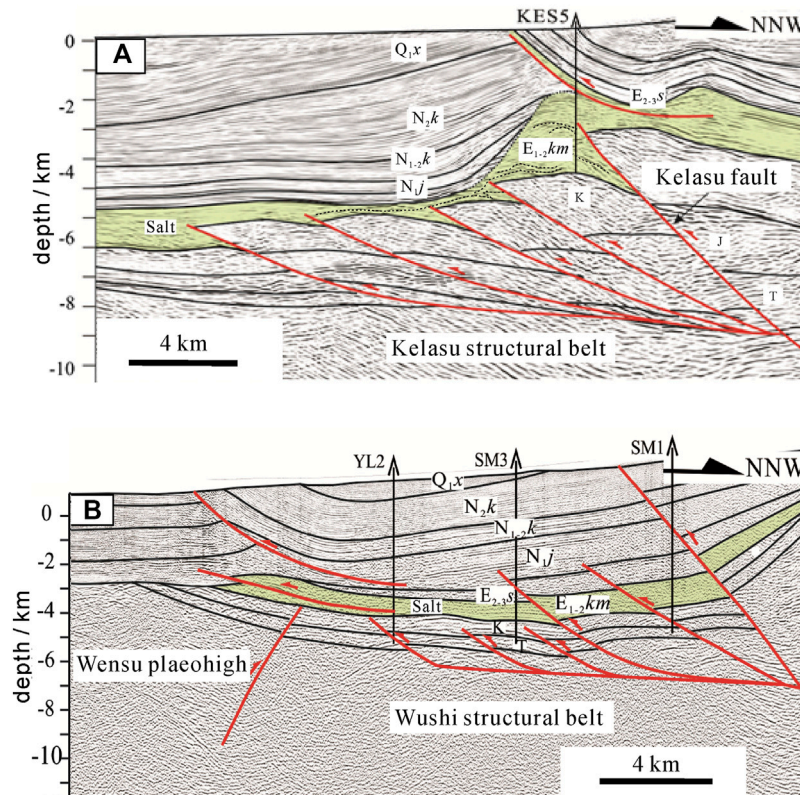 KES5
NNW
A
0
-2
-4
-6
-8
-10
depth / km
Q₁x
N₂k
N₁₋₂k
N₁j
E₂₋₃s
E₁₋₂km
Salt
K
Kelasu fault
J
T
4 km
Kelasu structural belt
YL2
SM3
SM1
NNW
B
0
-2
-4
-6
-8
-10
depth / km
Q₁x
N₂k
N₁₋₂k
N₁j
E₂₋₃s
E₁₋₂km
Salt
K
T
Wensu plaeohigh
Wushi structural belt
4 km